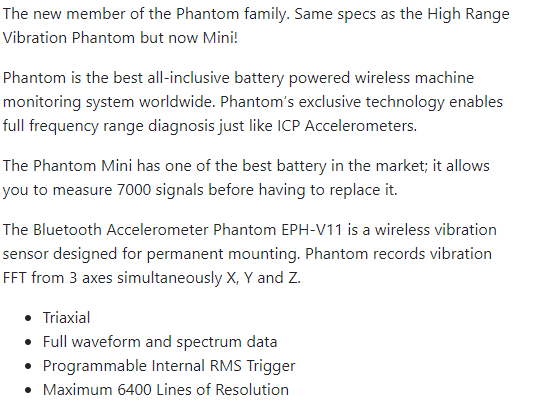 The new member of the Phantom family. Same specs as the High Range
Vibration Phantom but now Mini!
Phantom is the best all-inclusive battery powered wireless machine
monitoring system worldwide. Phantom's exclusive technology enables
full frequency range diagnosis just like ICP Accelerometers.
The Phantom Mini has one of the best battery in the market; it allows
you to measure 7000 signals before having to replace it.
The Bluetooth Accelerometer Phantom EPH-V11 is a wireless vibration
sensor designed for permanent mounting. Phantom records vibration
FFT from 3 axes simultaneously X, Y and Z.
• Triaxial
• Full waveform and spectrum data
• Programmable Internal RMS Trigger
• Maximum 6400 Lines of Resolution